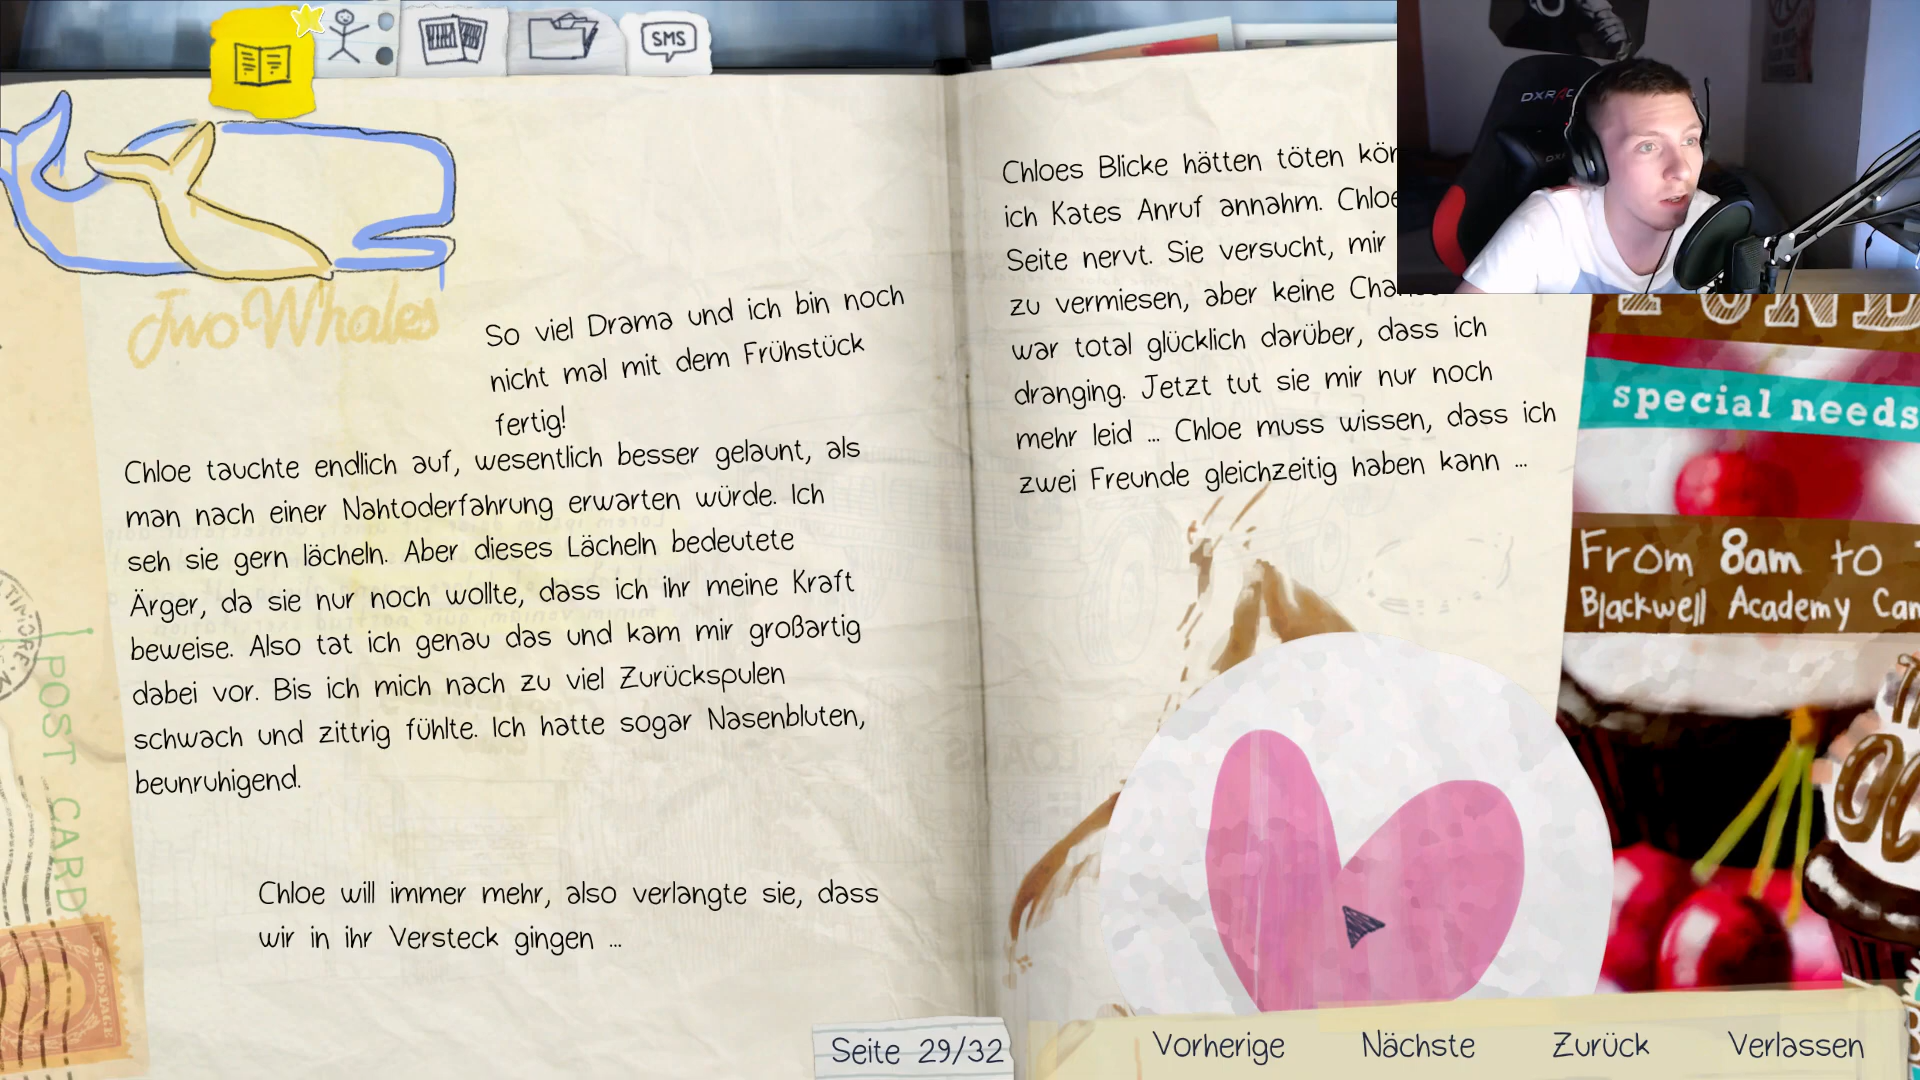 SMS
Two Whales
So viel Drama und ich bin noch
nicht mal mit dem Frühstück
fertig!
Chloe tauchte endlich auf, wesentlich besser gelaunt, als
man nach einer Nahtoderfahrung erwarten würde. Ich
seh sie gern lächeln. Aber dieses Lächeln bedeutete
Ärger, da sie nur noch wollte, dass ich ihr meine Kraft
beweise. Also tat ich genau das und kam mir großartig
dabei vor. Bis ich mich nach zu viel Zurückspulen
schwach und zittrig fühlte. Ich hatte sogar Nasenbluten,
beunruhigend.
Chloe will immer mehr, also verlangte sie, dass
wir in ihr Versteck gingen ...
POST CARD
Chloes Blicke hätten töten
ich Kates Anruf annahm.
Seite nervt. Sie versucht, mir
zu vermiesen, aber keine
war total glücklich darüber, dass ich
dranging. Jetzt tut sie mir nur noch
mehr leid ... Chloe muss wissen, dass ich
zwei Freunde gleichzeitig haben kann ...
special needs
From 8am to
Blackwell Academy
Seite 29/32
Vorherige
Nächste
Zurück
Verlassen